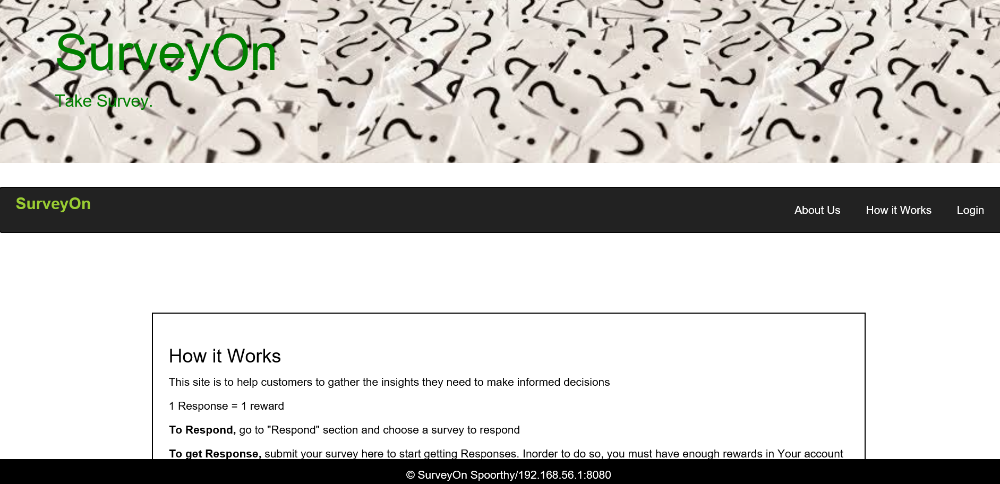 SurveyOn
Take Survey.
SurveyOn
About Us How it Works Login
How it Works
This site is to help customers to gather the insights they need to make informed decisions
1 Response = 1 reward
To Respond, go to "Respond" section and choose a survey to respond
To get Response, submit your survey here to start getting Responses. Inorder to do so, you must have enough rewards in Your account
© SurveyOn Spoorthy/192.168.56.1:8080